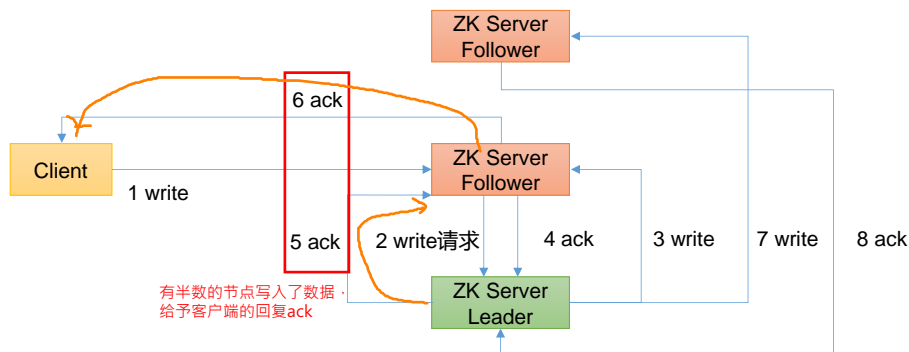 ZK Server
Follower
6 ack
Client
ZK Server
Follower
1 write
5 ack
2 write请求
4 ack
3 write
7 write
8 ack
有半数的节点写入了数据，
给予客户端的回复ack
ZK Server
Leader